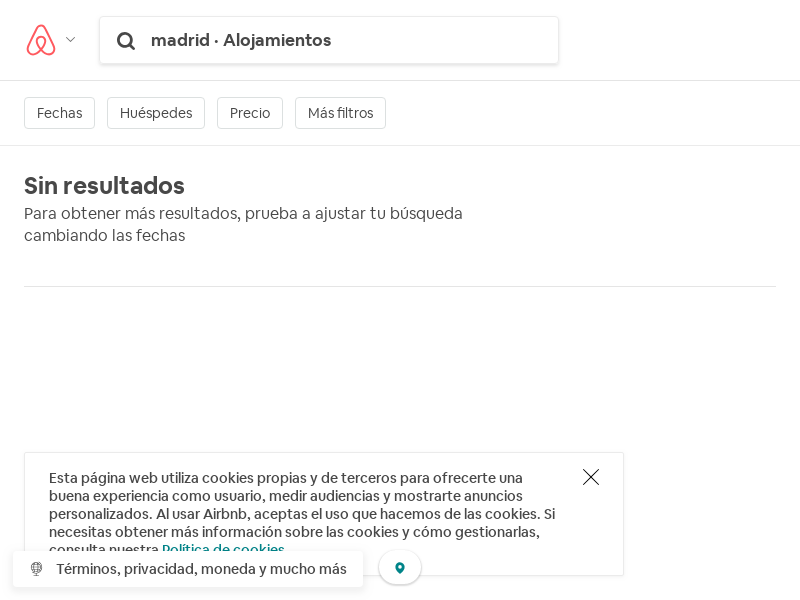 madrid · Alojamientos
Fechas
Huéspedes
Precio
Más filtros
Sin resultados
Para obtener más resultados, prueba a ajustar tu búsqueda
cambiando las fechas
Esta página web utiliza cookies propias y de terceros para ofrecerte una
buena experiencia como usuario, medir audiencias y mostrarte anuncios
personalizados. Al usar Airbnb, aceptas el uso que hacemos de las cookies. Si
necesitas obtener más información sobre las cookies y cómo gestionarlas,
consulta nuestra Política de cookies
Términos, privacidad, moneda y mucho más